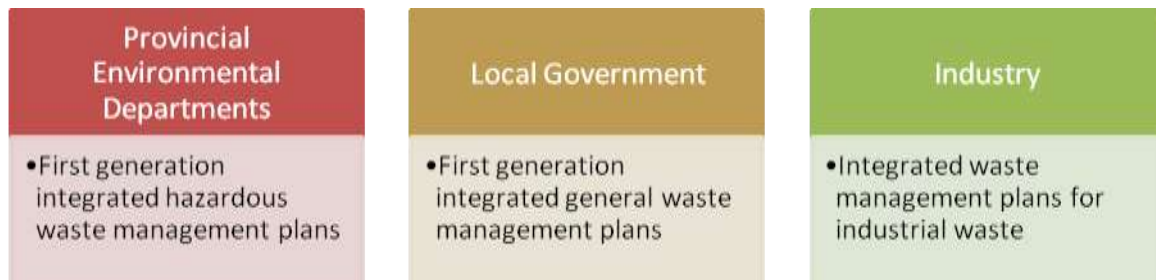 Provincial
Environmental
Departments
•First generation
integrated hazardous
waste management plans
Local Government
•First generation
integrated general waste
management plans
Industry
•Integrated waste
management plans for
industrial waste